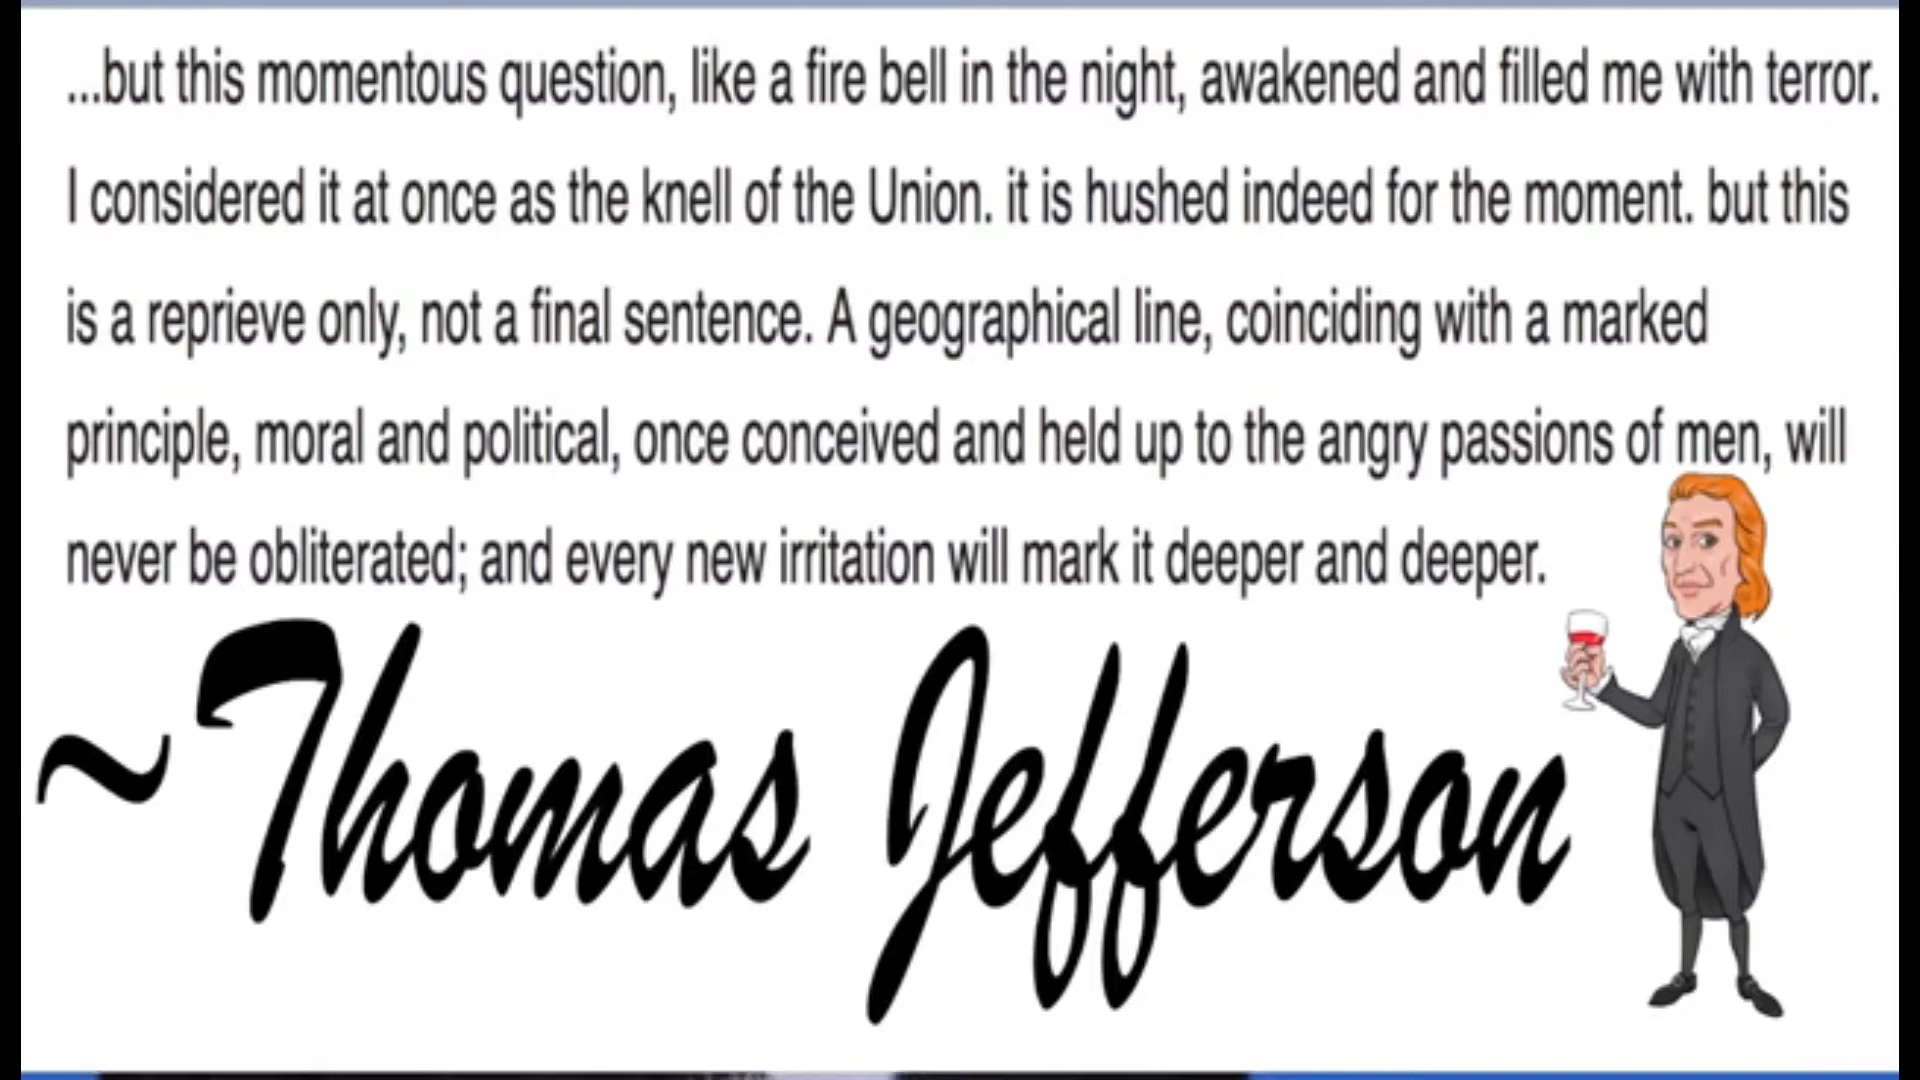 ...but this momentous question, like a fire bell in the night, awakened and filled me with terror.
I considered it at once as the knell of the Union. it is hushed indeed for the moment. but this
is a reprieve only, not a final sentence. A geographical line, coinciding with a marked
principle, moral and political, once conceived and held up to the angry passions of men, will
never be obliterated; and every new irritation will mark it deeper and deeper.
~Thomas Jefferson